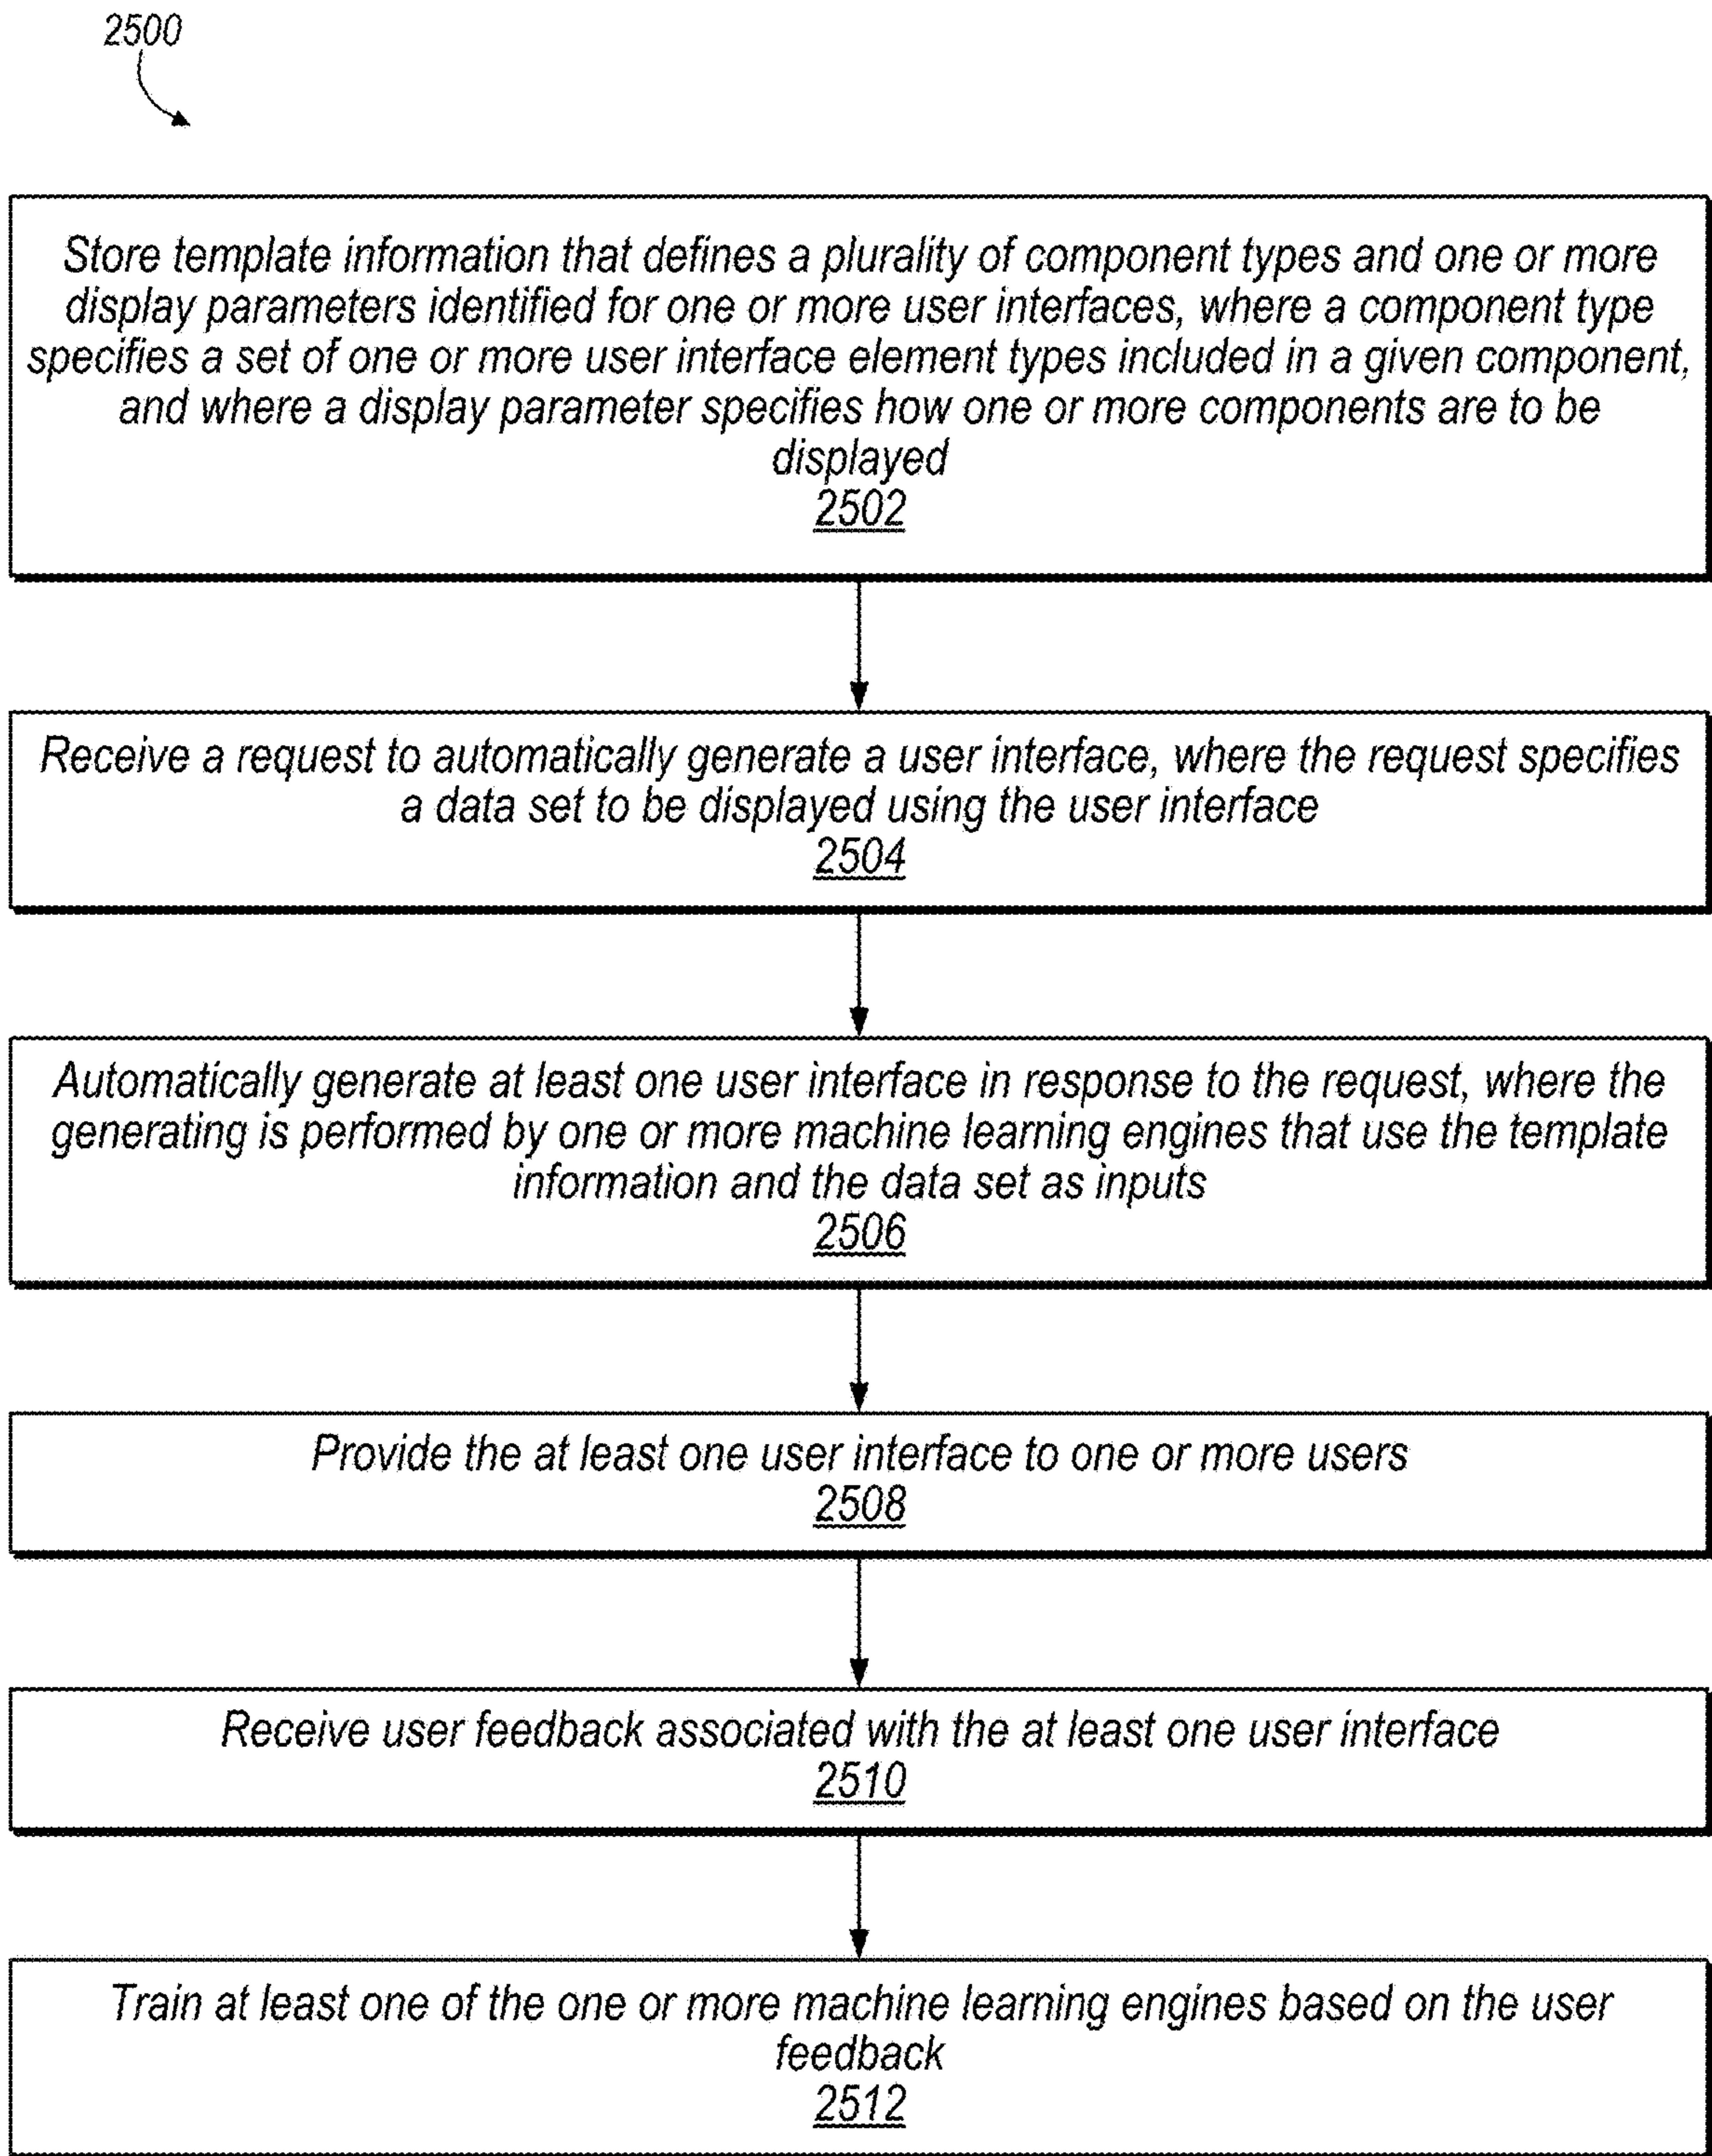 2500
Store template information that defines a plurality of component types and one or more
display parameters identified for one or more user interfaces, where a component type
specifies a set of one or more user interface element types included in a given component,
and where a display parameter specifies how one or more components are to be
displayed
2502
Receive a request to automatically generate a user interface, where the request specifies
a data set to be displayed using the user interface
2504
Automatically generate at least one user interface in response to the request, where the
generating is performed by one or more machine learning engines that use the template
information and the data set as inputs
2506
Provide the at least one user interface to one or more users
2508
Receive user feedback associated with the at least one user interface
2510
Train at least one of the one or more machine learning engines based on the user
feedback
2512